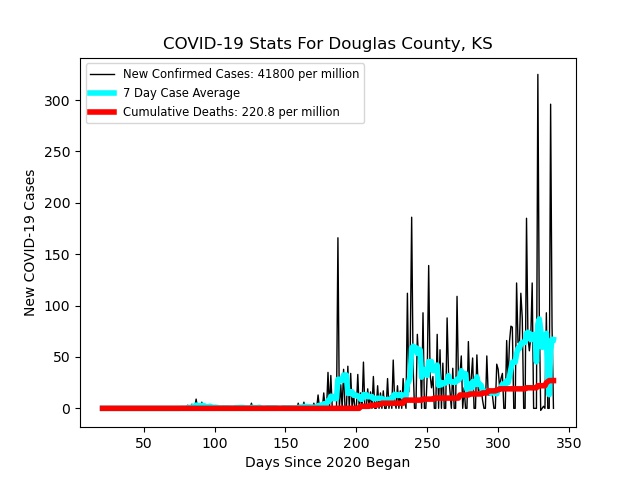 COVID-19 Stats For Douglas County, KS
New Confirmed Cases: 41800 per million
7 Day Case Average
Cumulative Deaths: 220.8 per million
New COVID-19 Cases
300
250
200
150
100
50
0
50 100 150 200 250 300 350
Days Since 2020 Began